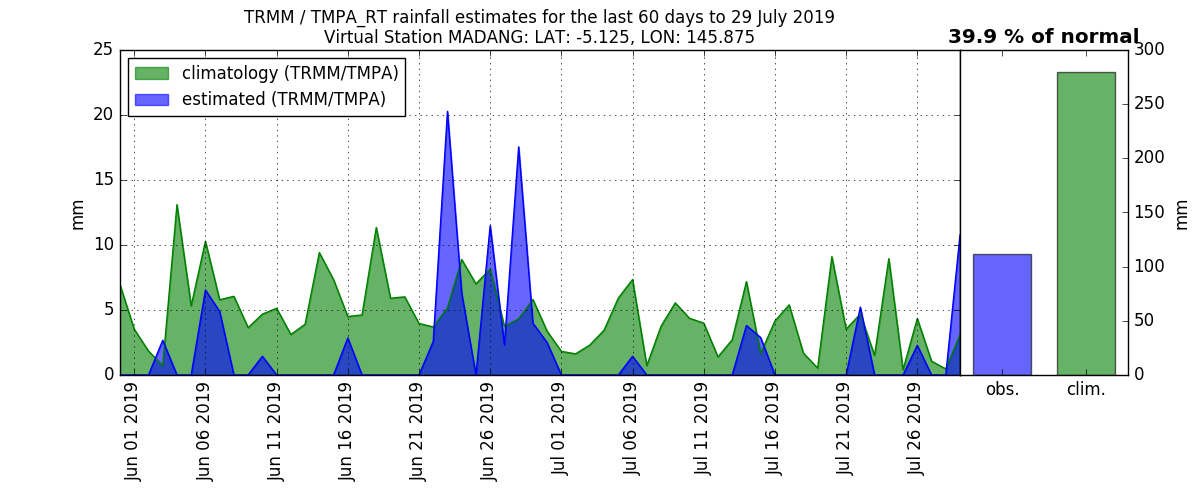 TRMM / TMPA_RT rainfall estimates for the last 60 days to 29 July 2019
Virtual Station MADANG: LAT: -5.125, LON: 145.875
39.9 % of normal
climatology (TRMM/TMPA)
estimated (TRMM/TMPA)
25
20
15
10
5
0
mm
Jun 01 2019
Jun 06 2019
Jun 11 2019
Jun 16 2019
Jun 21 2019
Jun 26 2019
Jul 01 2019
Jul 06 2019
Jul 11 2019
Jul 16 2019
Jul 21 2019
Jul 26 2019
obs.
clim.
300
250
200
150
100
50
0
mm